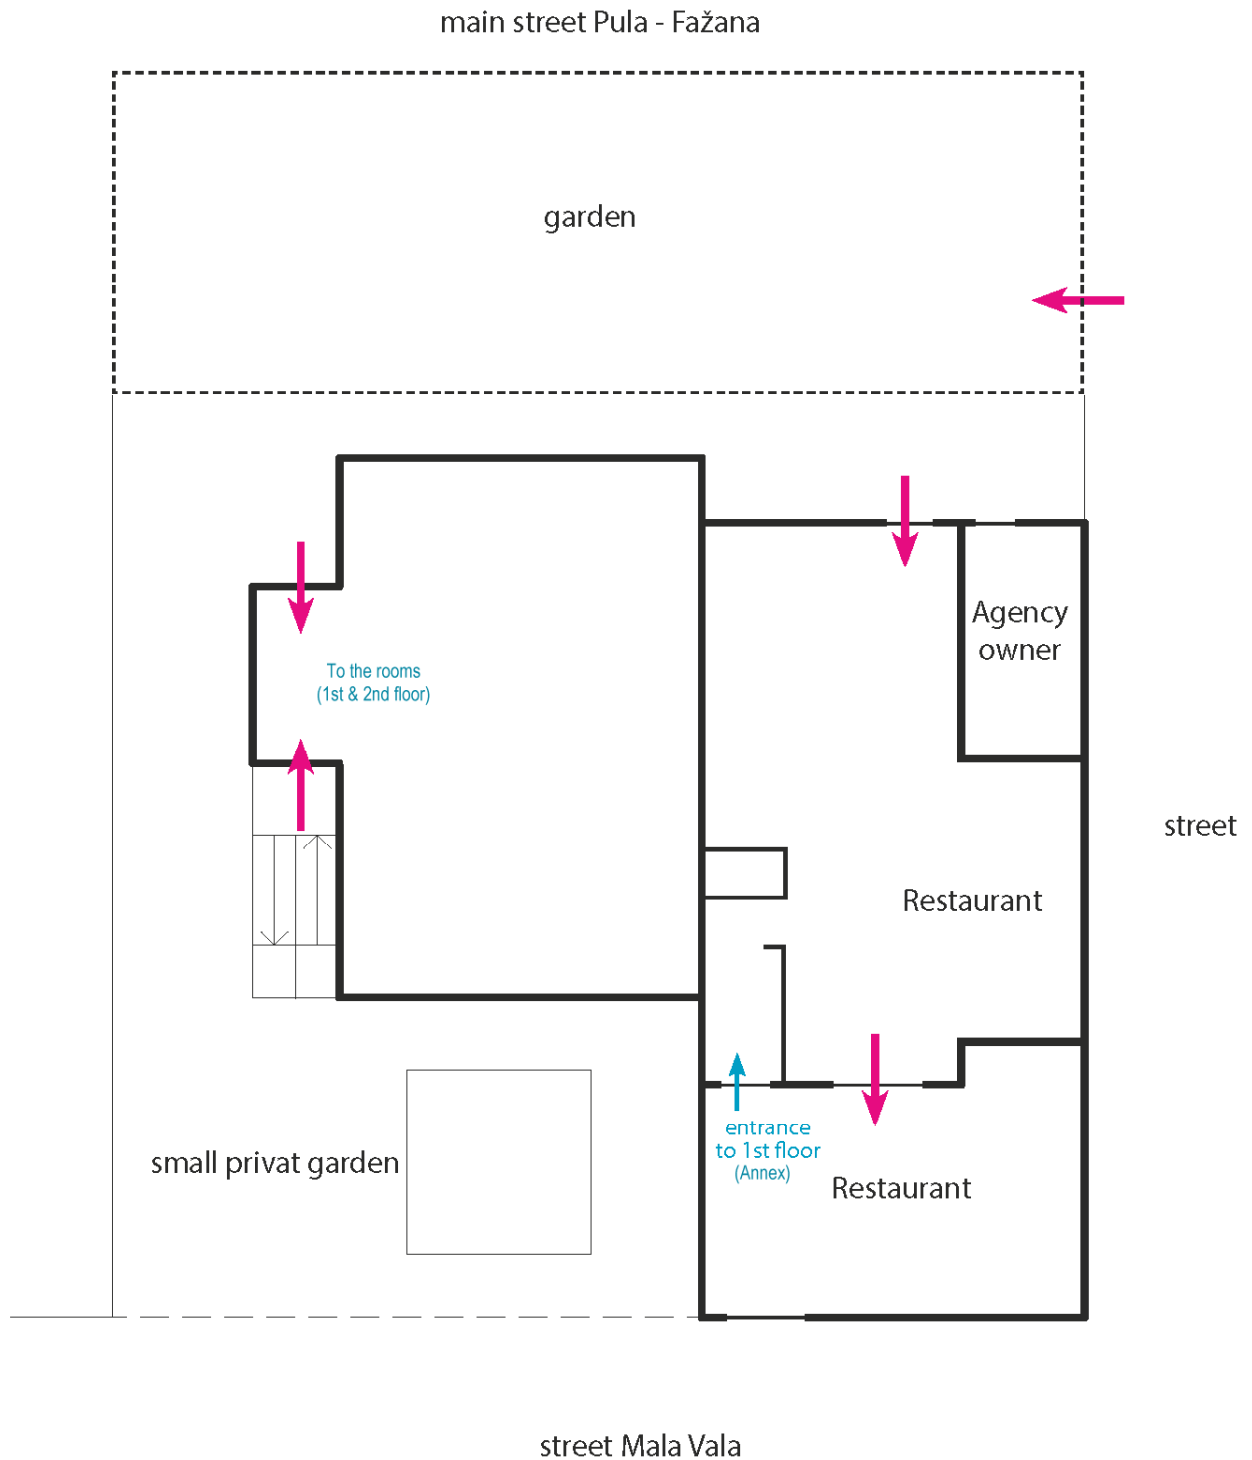 main street Pula - Fažana
garden
Agency
owner
To the rooms
(1st & 2nd floor)
street
Restaurant
entrance
to 1st floor
(Annex)
small privat garden
Restaurant
street Mala Vala